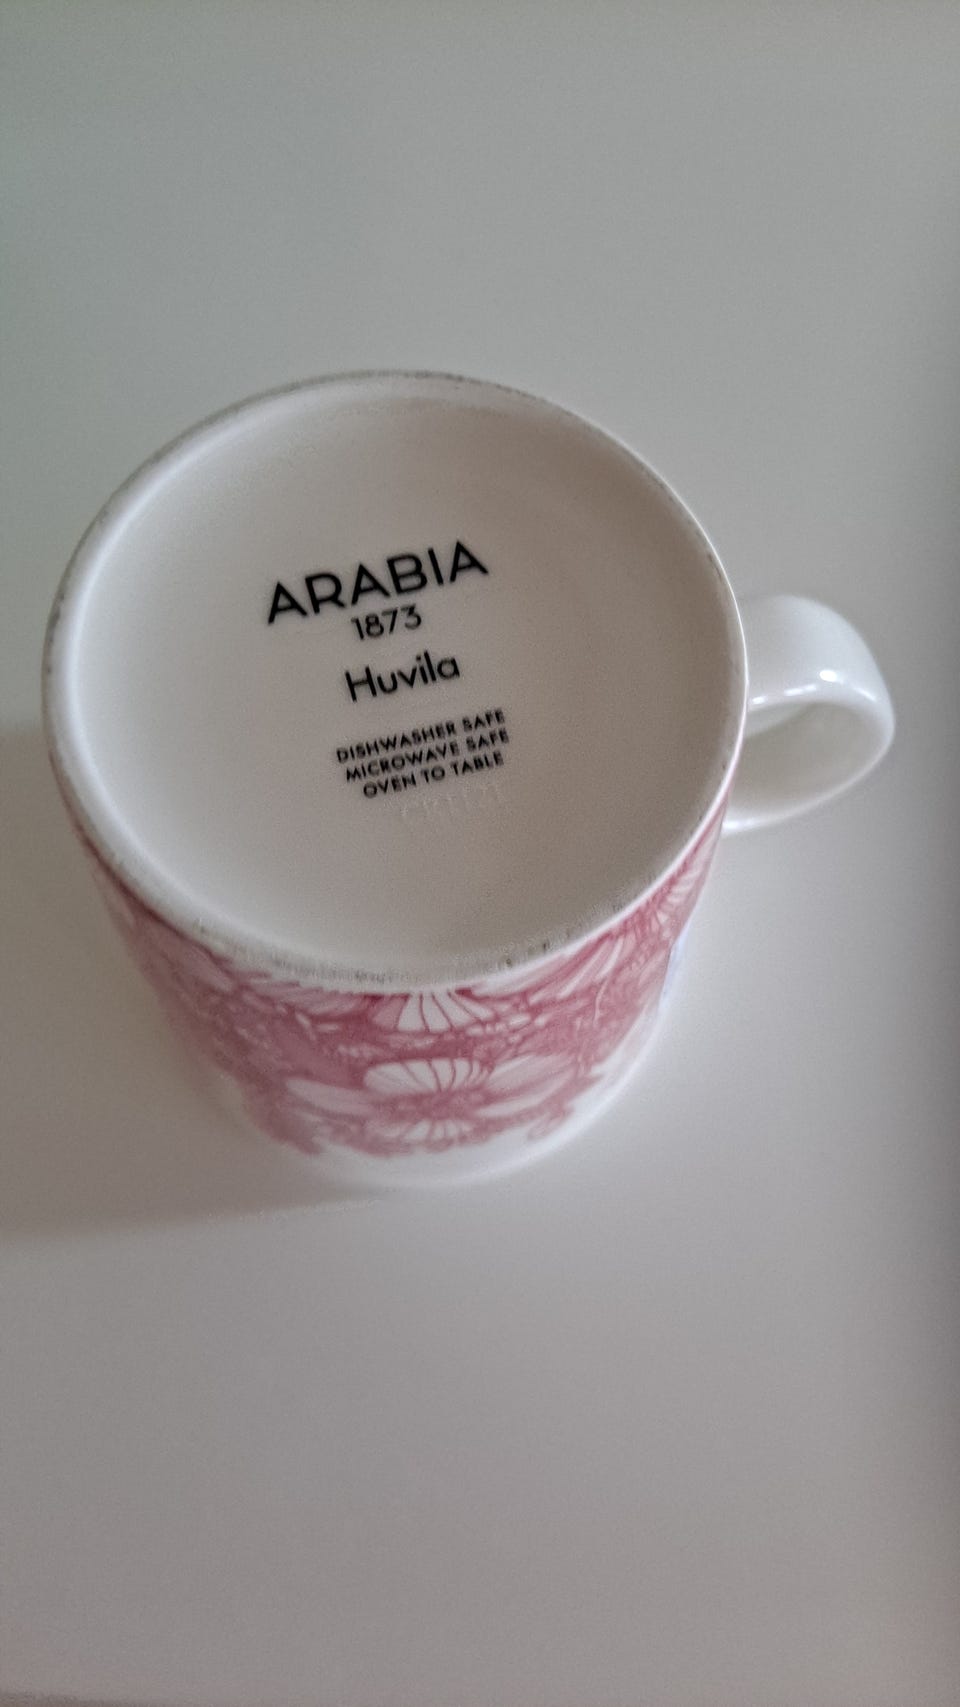 ARABIA
1873
Huvila
DISHWASHER SAFE
MICROWAVE SAFE
OVEN TO TABLE